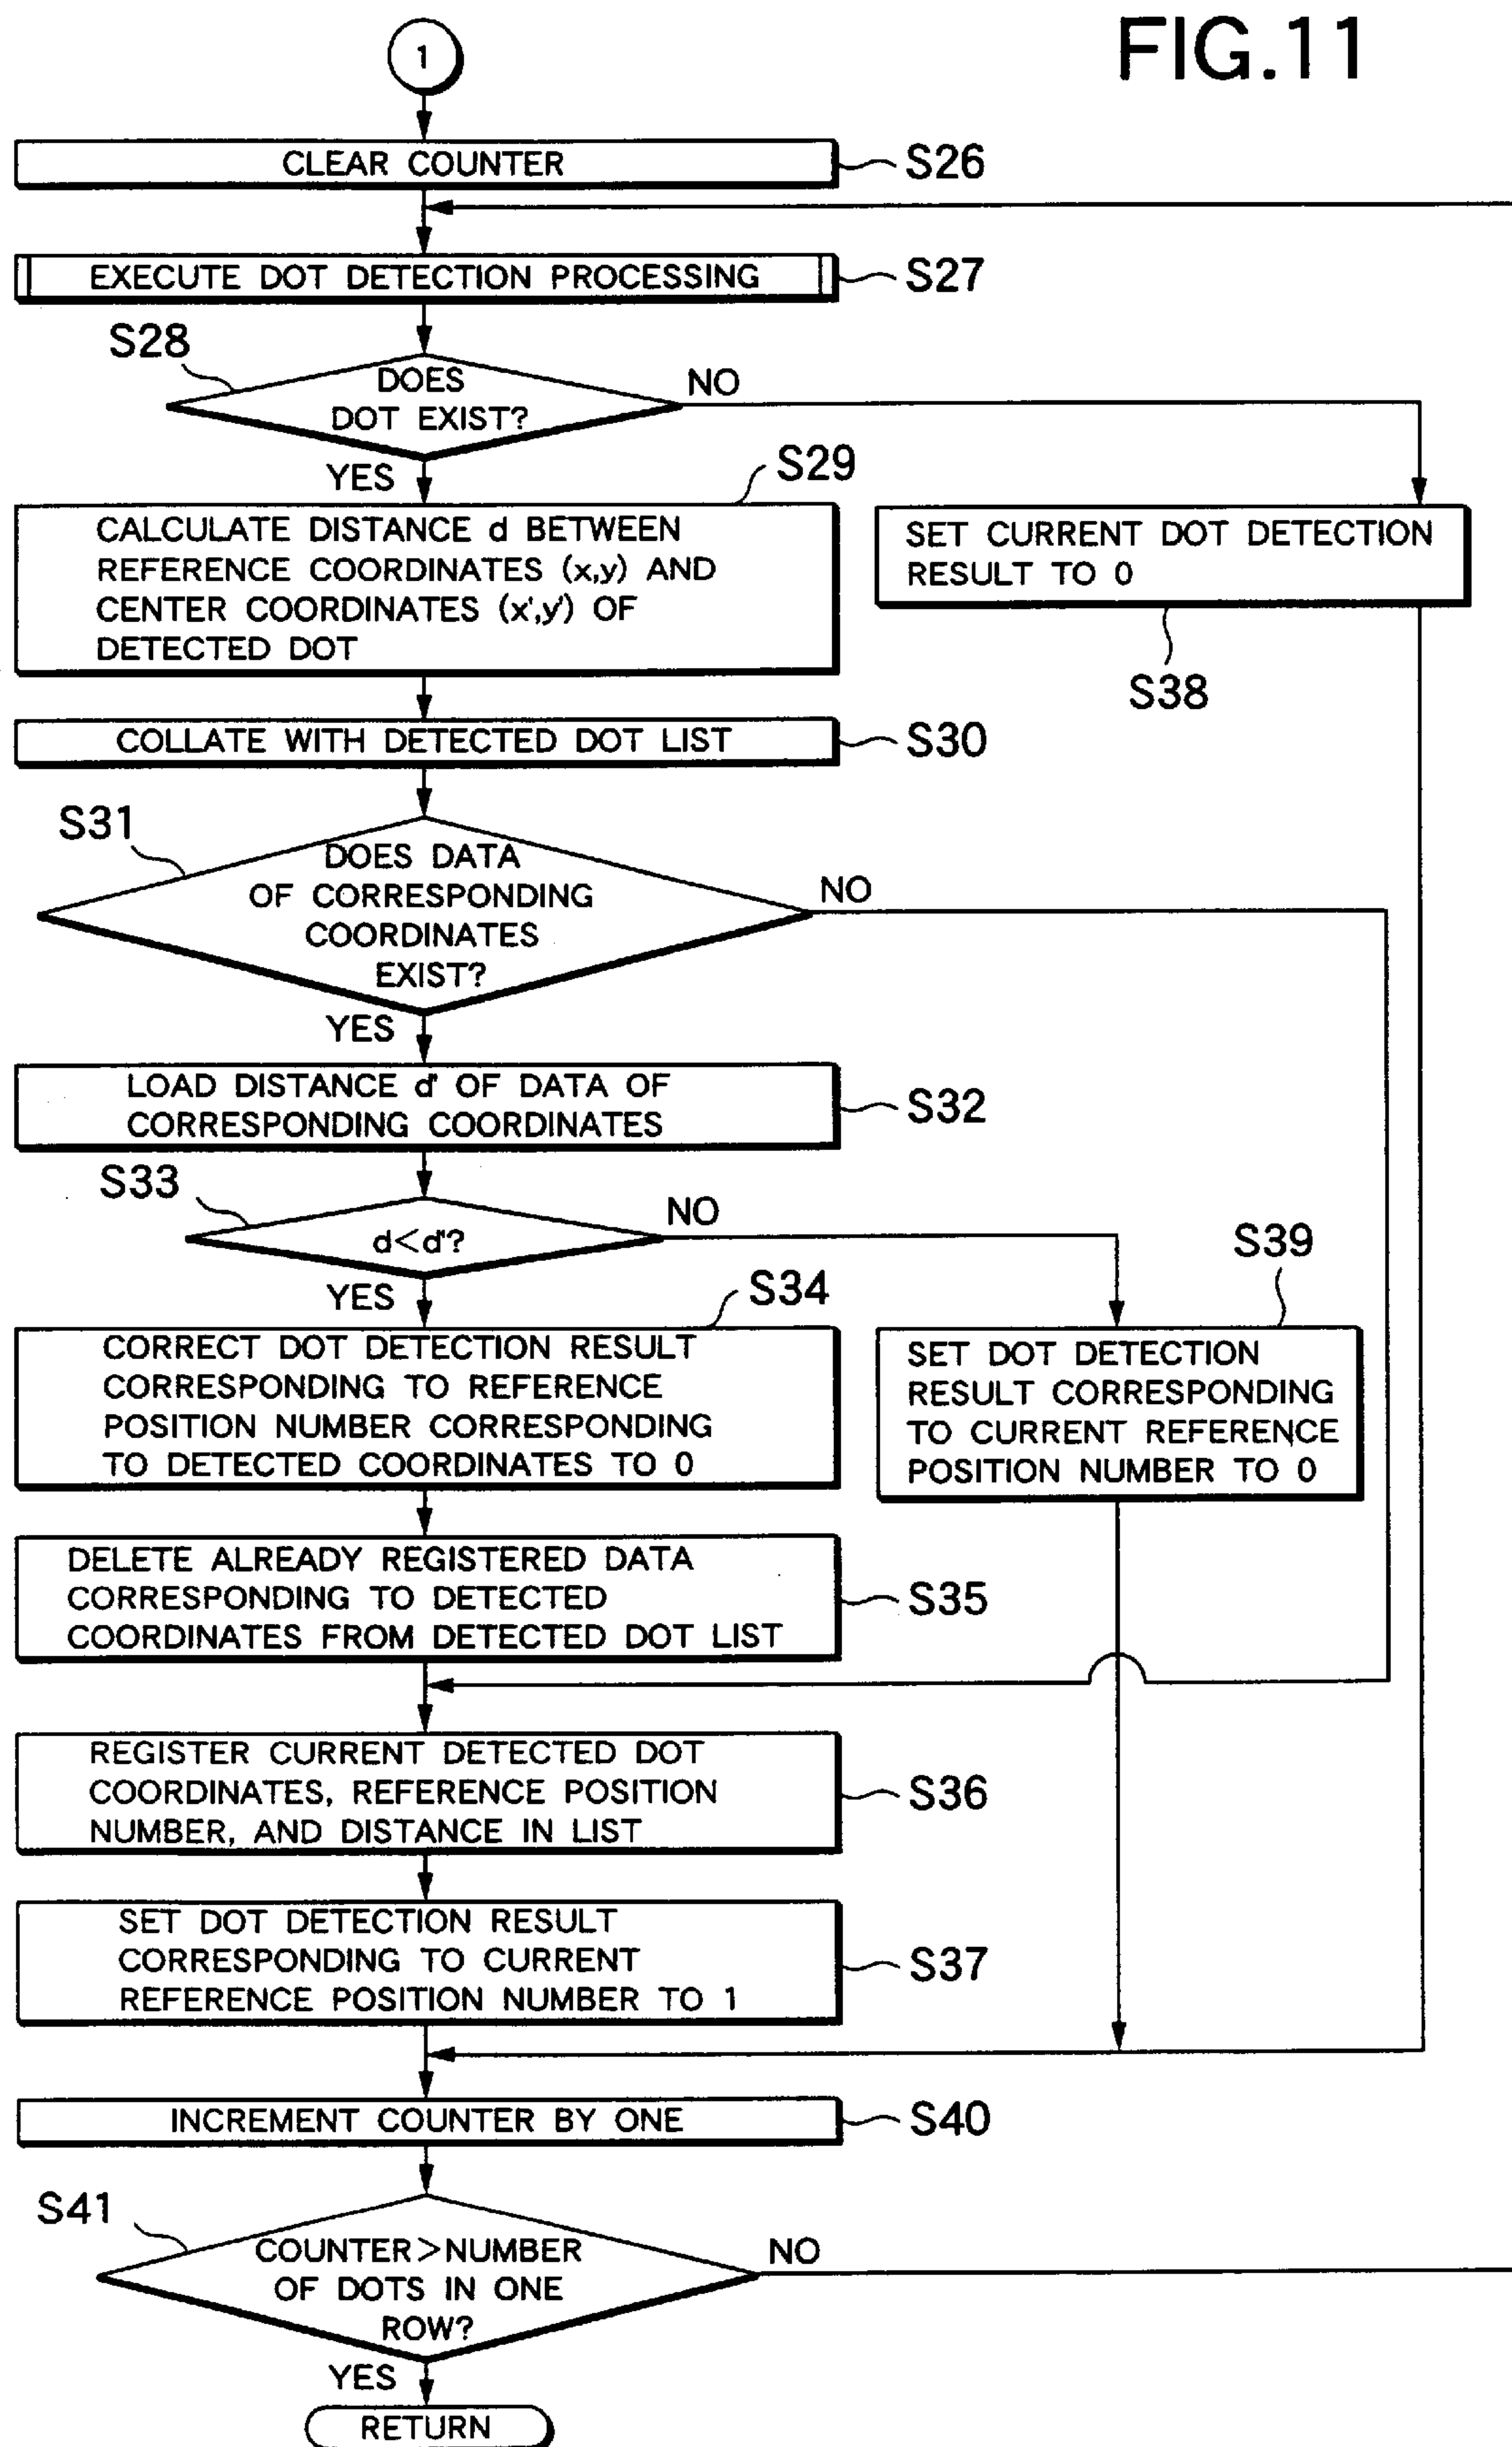 FIG.11
1
CLEAR COUNTER
S26
EXECUTE DOT DETECTION PROCESSING
S27
S28
DOES
DOT EXIST?
NO
YES
S29
CALCULATE DISTANCE d BETWEEN
REFERENCE COORDINATES (x,y) AND
CENTER COORDINATES (x',y') OF
DETECTED DOT
SET CURRENT DOT DETECTION
RESULT TO 0
S38
COLLATE WITH DETECTED DOT LIST
S30
S31
DOES DATA
OF CORRESPONDING
COORDINATES
EXIST?
NO
YES
LOAD DISTANCE d' OF DATA OF
CORRESPONDING COORDINATES
S32
S33
d<d'?
NO
YES
S34
CORRECT DOT DETECTION RESULT
CORRESPONDING TO REFERENCE
POSITION NUMBER CORRESPONDING
TO DETECTED COORDINATES TO 0
S39
SET DOT DETECTION
RESULT CORRESPONDING
TO CURRENT REFERENCE
POSITION NUMBER TO 0
DELETE ALREADY REGISTERED DATA
CORRESPONDING TO DETECTED
COORDINATES FROM DETECTED DOT LIST
S35
REGISTER CURRENT DETECTED DOT
COORDINATES, REFERENCE POSITION
NUMBER, AND DISTANCE IN LIST
S36
SET DOT DETECTION RESULT
CORRESPONDING TO CURRENT
REFERENCE POSITION NUMBER TO 1
S37
INCREMENT COUNTER BY ONE
S40
S41
COUNTER>NUMBER
OF DOTS IN ONE
ROW?
NO
YES
RETURN